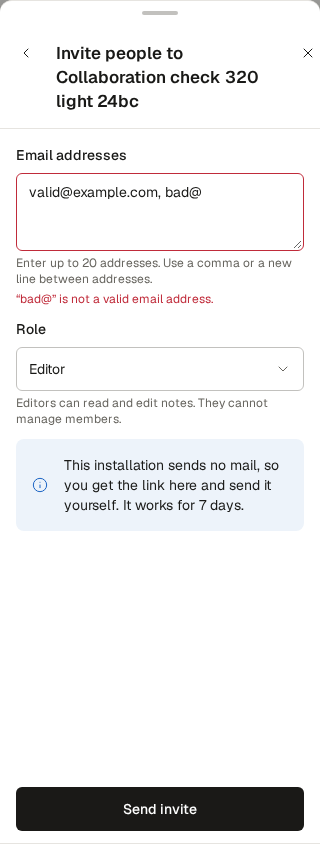 Invite people to
Collaboration check 320
light 24bc
Email addresses
valid@example.com, bad@
Enter up to 20 addresses. Use a comma or a new
line between addresses.
“bad@” is not a valid email address.
Role
Editor
Editors can read and edit notes. They cannot
manage members.
This installation sends no mail, so
you get the link here and send it
yourself. It works for 7 days.
Send invite